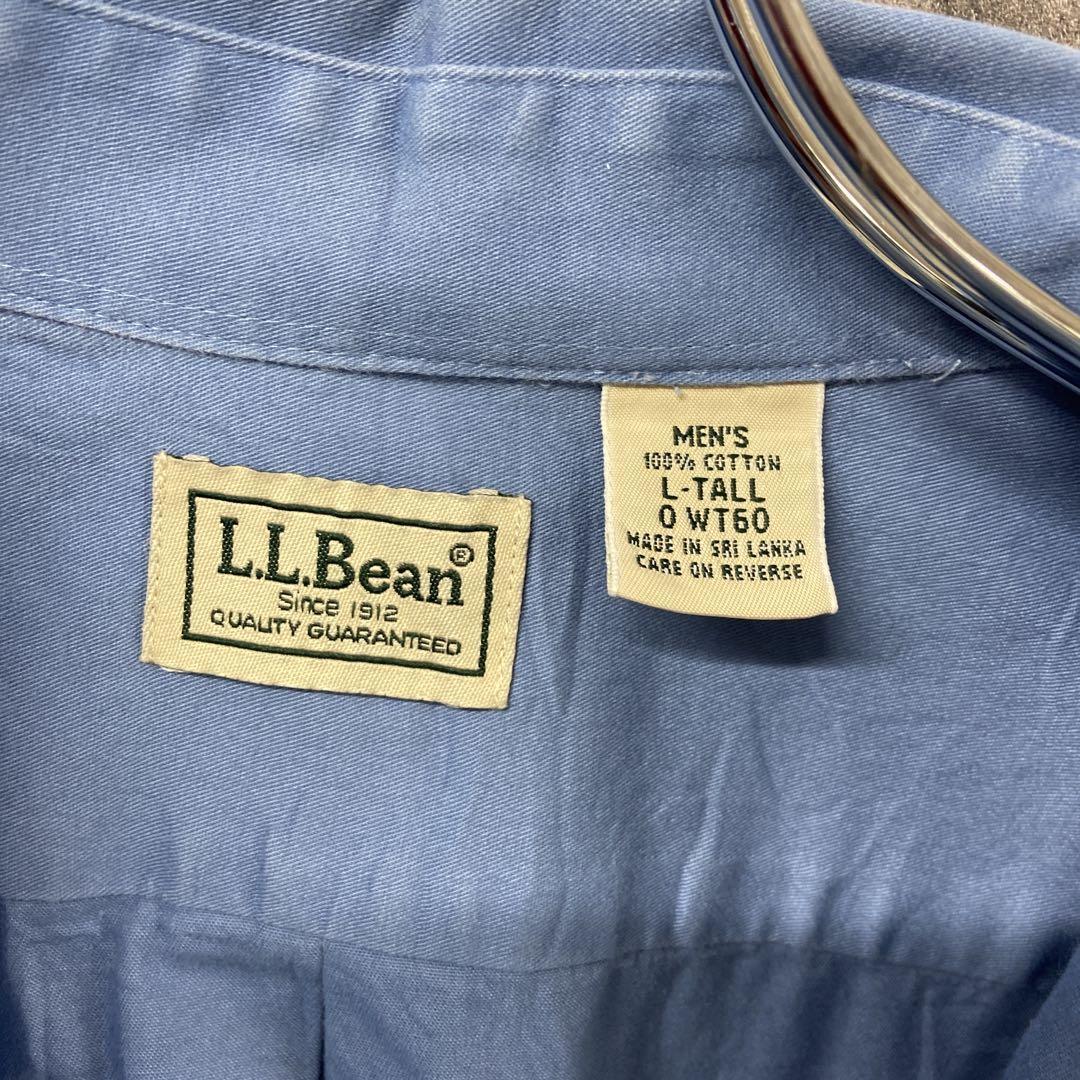 L.L.Bean®
Since 1912
QUALITY GUARANTEED
MEN'S
100% COTTON
L-TALL
0 WT60
MADE IN SRI LANKA
CARE ON REVERSE